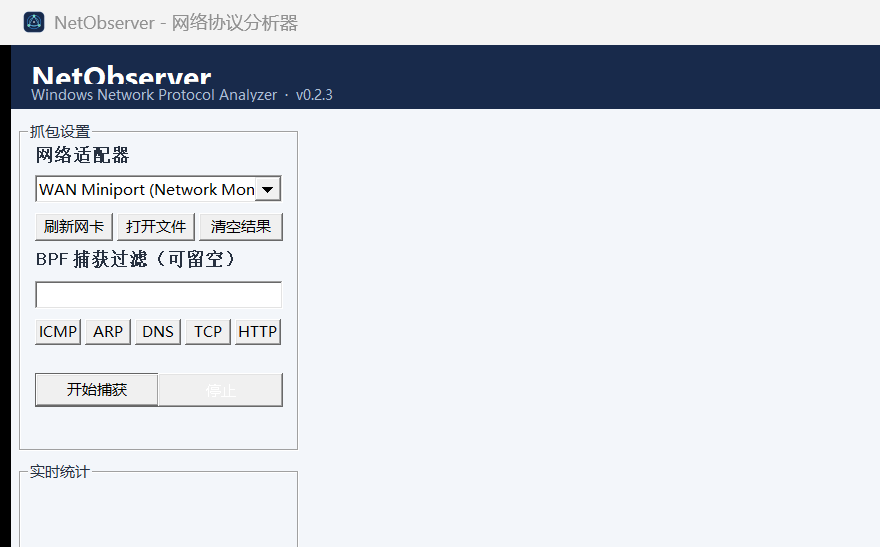 NetObserver - 网络协议分析器
NetObserver
Windows Network Protocol Analyzer · v0.2.3
抓包设置
网络适配器
WAN Miniport (Network Mon
刷新网卡 打开文件 清空结果
BPF 捕获过滤（可留空）
ICMP ARP DNS TCP HTTP
开始捕获 停止
实时统计